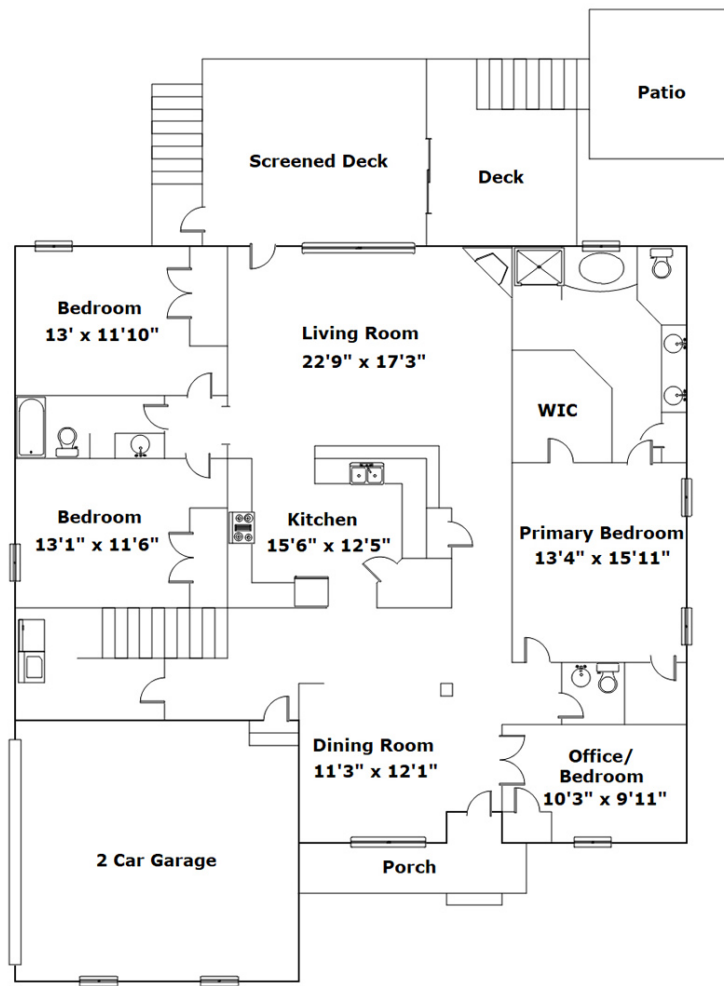 Patio
Screened Deck
Deck
Bedroom
13' x 11'10"
Living Room
22'9" x 17'3"
WIC
Bedroom
13'1" x 11'6"
Kitchen
15'6" x 12'5"
Primary Bedroom
13'4" x 15'11"
Dining Room
11'3" x 12'1"
Office/
Bedroom
10'3" x 9'11"
2 Car Garage
Porch